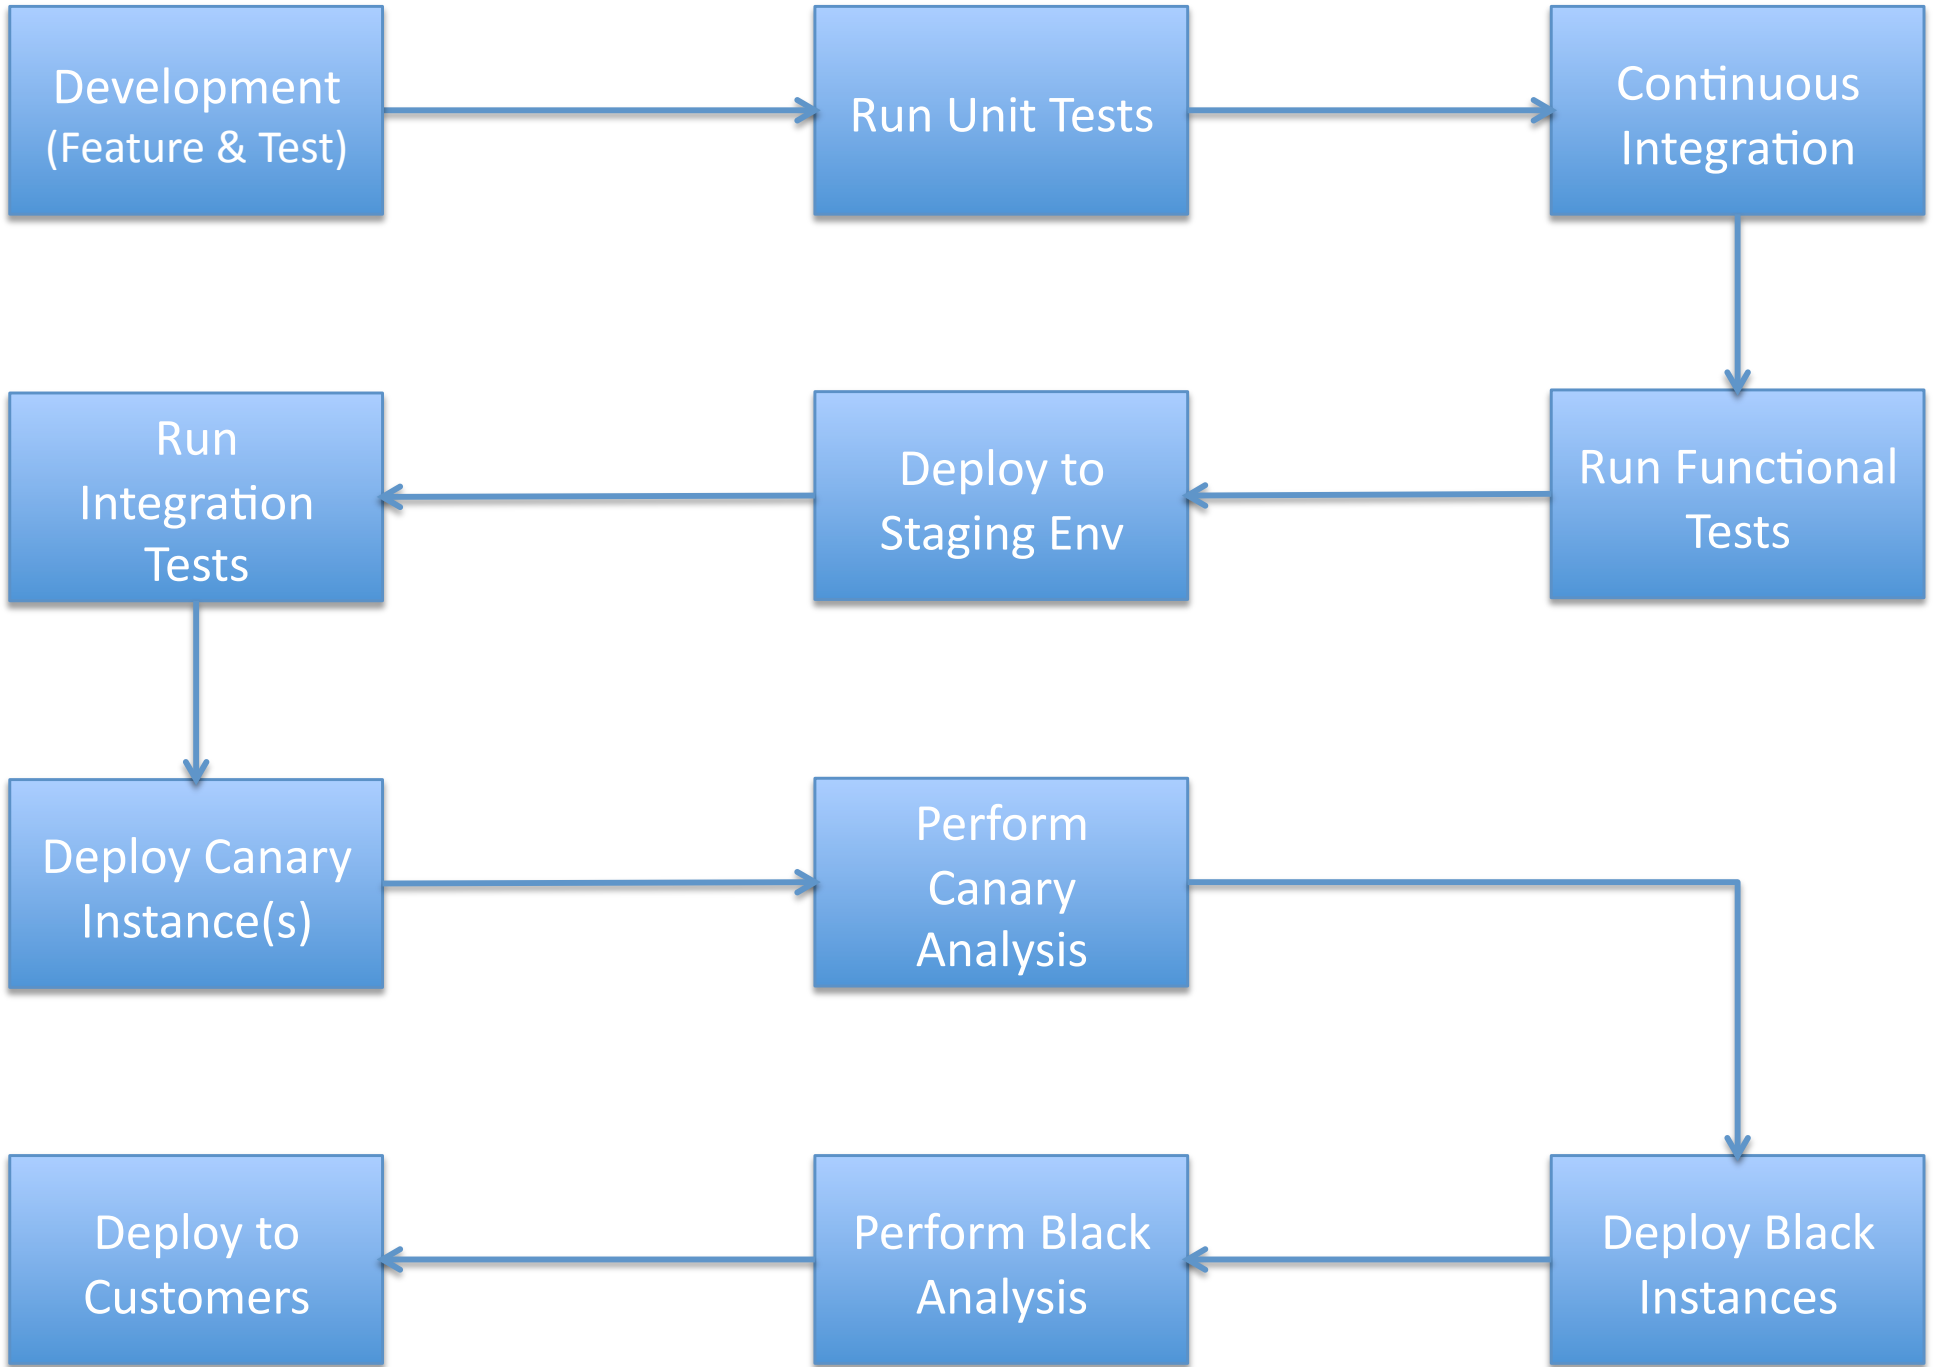 Development
(Feature & Test)
Run Unit Tests
Continuous
Integration
Run
Integration
Tests
Deploy to
Staging Env
Run Functional
Tests
Deploy Canary
Instance(s)
Perform
Canary
Analysis
Deploy to
Customers
Perform Black
Analysis
Deploy Black
Instances